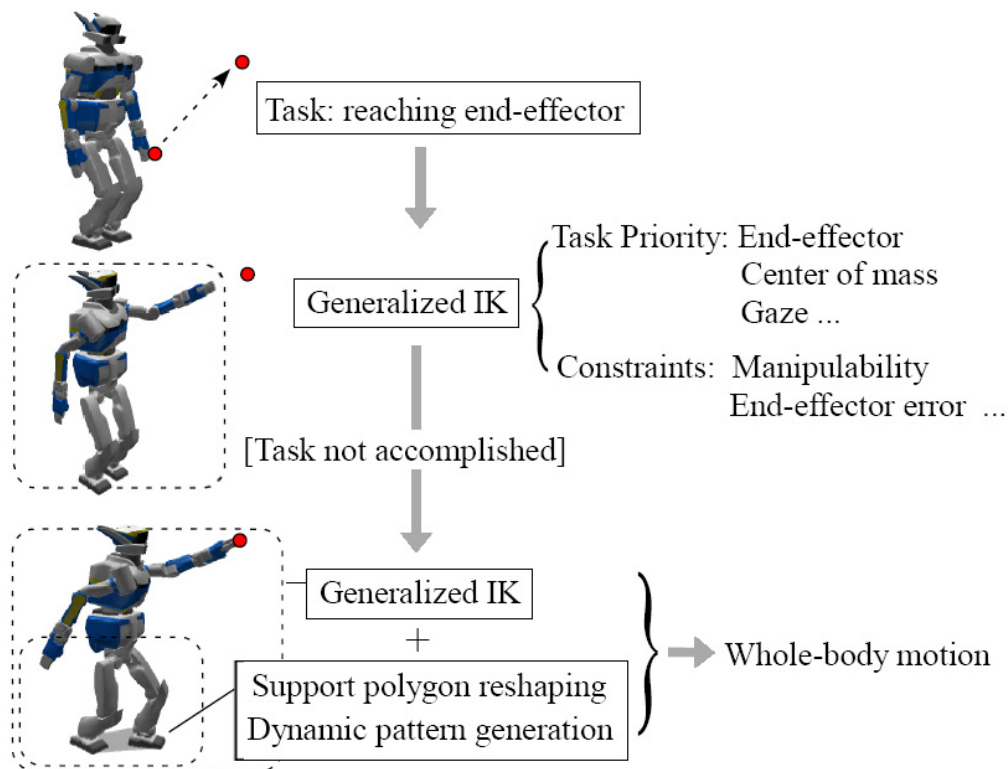 Task: reaching end-effector
Task Priority: End-effector
Center of mass
Gaze ...
Generalized IK
Constraints: Manipulability
End-effector error ...
[Task not accomplished]
Generalized IK
+
Support polygon reshaping
Dynamic pattern generation
Whole-body motion